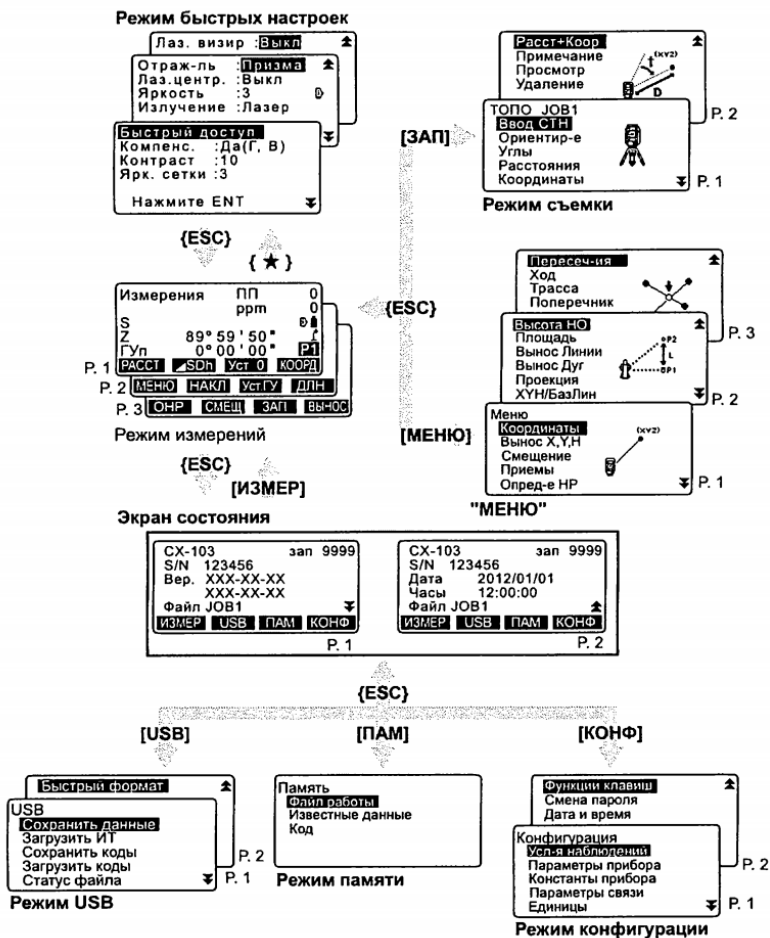 Режим быстрых настроек
Лаз. визир :Выкл
Отраж-ль :Призма
Лаз.центр. :Выкл
Яркость :3
Излучение :Лазер
Быстрый доступ
Компенс. :Да(Г, В)
Контраст :10
Ярк. сетки :3
Нажмите ENT
{ESC}
{ ★ }
Измерения ПП 0
ppm 0
S
Z 89° 59 ' 50 "
ГУп 0° 00 ' 00 " P1
P. 1 РАССТ ◢SDh Уст 0 КООРД
P. 2 МЕНЮ НАКЛ Уст.ГУ ДЛН
P. 3 ОНР СМЕЩ ЗАП ВЫНОС
Режим измерений
{ESC}
[ЗАП]
Расст+Коор
Примечание
Просмотр
Удаление
(XYZ)
t
D
P. 2
ТОПО JOB1
Ввод СТН
Ориентир-е
Углы
Расстояния
Координаты
P. 1
Режим съемки
[МЕНЮ]
Пересеч-ия
Ход
Трасса
Поперечник
P. 3
Высота НО
Площадь
Вынос Линии
Вынос Дуг
Проекция
XYH/БазЛин
P2
L
P1
P. 2
Меню
Координаты
Вынос X,Y,H
Смещение
Приемы
Опред-е НР
(XYZ)
P. 1
"МЕНЮ"
{ESC}
[ИЗМЕР]
Экран состояния
CX-103 зап 9999
S/N 123456
Вер. XXX-XX-XX
XXX-XX-XX
Файл JOB1
ИЗМЕР USB ПАМ КОНФ
P. 1
CX-103 зап 9999
S/N 123456
Дата 2012/01/01
Часы 12:00:00
Файл JOB1
ИЗМЕР USB ПАМ КОНФ
P. 2
{ESC}
[USB]
[ПАМ]
[КОНФ]
Быстрый формат
P. 2
USB
Сохранить данные
Загрузить ИТ
Сохранить коды
Загрузить коды
Статус файла
P. 1
Режим USB
Память
Файл работы
Известные данные
Код
Режим памяти
Функции клавиш
Смена пароля
Дата и время
P. 2
Конфигурация
Усл-я наблюдений
Параметры прибора
Константы прибора
Параметры связи
Единицы
P. 1
Режим конфигурации